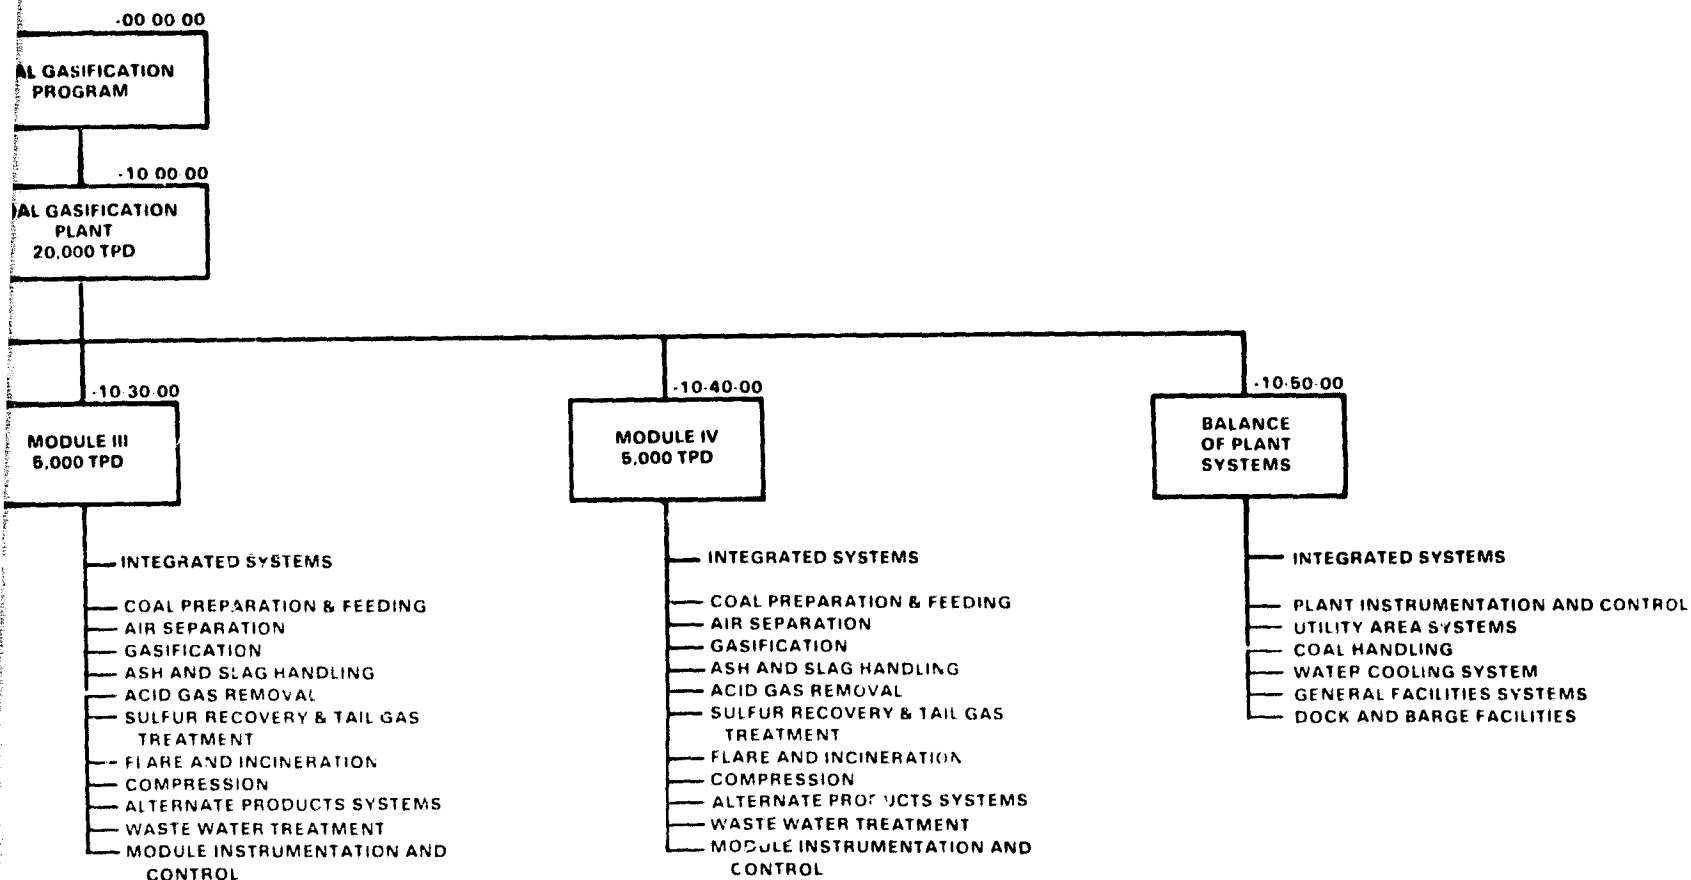 -00 00 00
AL GASIFICATION
PROGRAM
-10 00 00
AL GASIFICATION
PLANT
20,000 TPD
-10-30-00
MODULE III
5,000 TPD
INTEGRATED SYSTEMS
COAL PREPARATION & FEEDING
AIR SEPARATION
GASIFICATION
ASH AND SLAG HANDLING
ACID GAS REMOVAL
SULFUR RECOVERY & TAIL GAS
TREATMENT
FLARE AND INCINERATION
COMPRESSION
ALTERNATE PRODUCTS SYSTEMS
WASTE WATER TREATMENT
MODULE INSTRUMENTATION AND
CONTROL
-10-40-00
MODULE IV
5,000 TPD
INTEGRATED SYSTEMS
COAL PREPARATION & FEEDING
AIR SEPARATION
GASIFICATION
ASH AND SLAG HANDLING
ACID GAS REMOVAL
SULFUR RECOVERY & TAIL GAS
TREATMENT
FLARE AND INCINERATION
COMPRESSION
ALTERNATE PRODUCTS SYSTEMS
WASTE WATER TREATMENT
MODULE INSTRUMENTATION AND
CONTROL
-10-50-00
BALANCE
OF PLANT
SYSTEMS
INTEGRATED SYSTEMS
PLANT INSTRUMENTATION AND CONTROL
UTILITY AREA SYSTEMS
COAL HANDLING
WATER COOLING SYSTEM
GENERAL FACILITIES SYSTEMS
DOCK AND BARGE FACILITIES